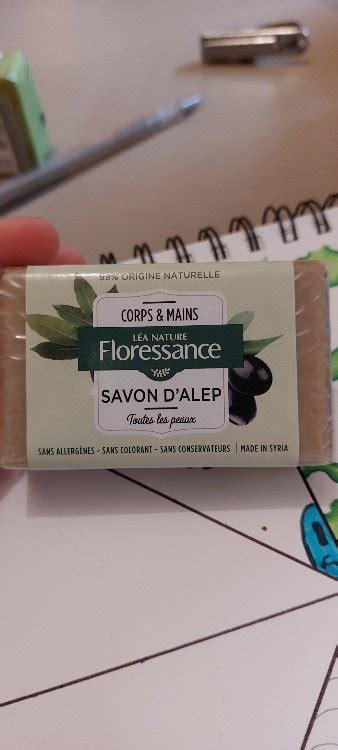 99% ORIGINE NATURELLE
CORPS & MAINS
LÉA NATURE
Floressance
SAVON D'ALEP
Toutes les peaux
SANS ALLERGÈNES - SANS COLORANT - SANS CONSERVATEURS | MADE IN SYRIA